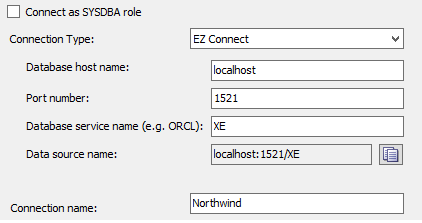 Connect as SYSDBA role
Connection Type: EZ Connect
Database host name: localhost
Port number: 1521
Database service name (e.g. ORCL): XE
Data source name: localhost:1521/XE
Connection name: Northwind